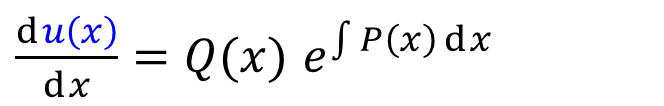 du(x)/dx = Q(x) e^∫ P(x) dx